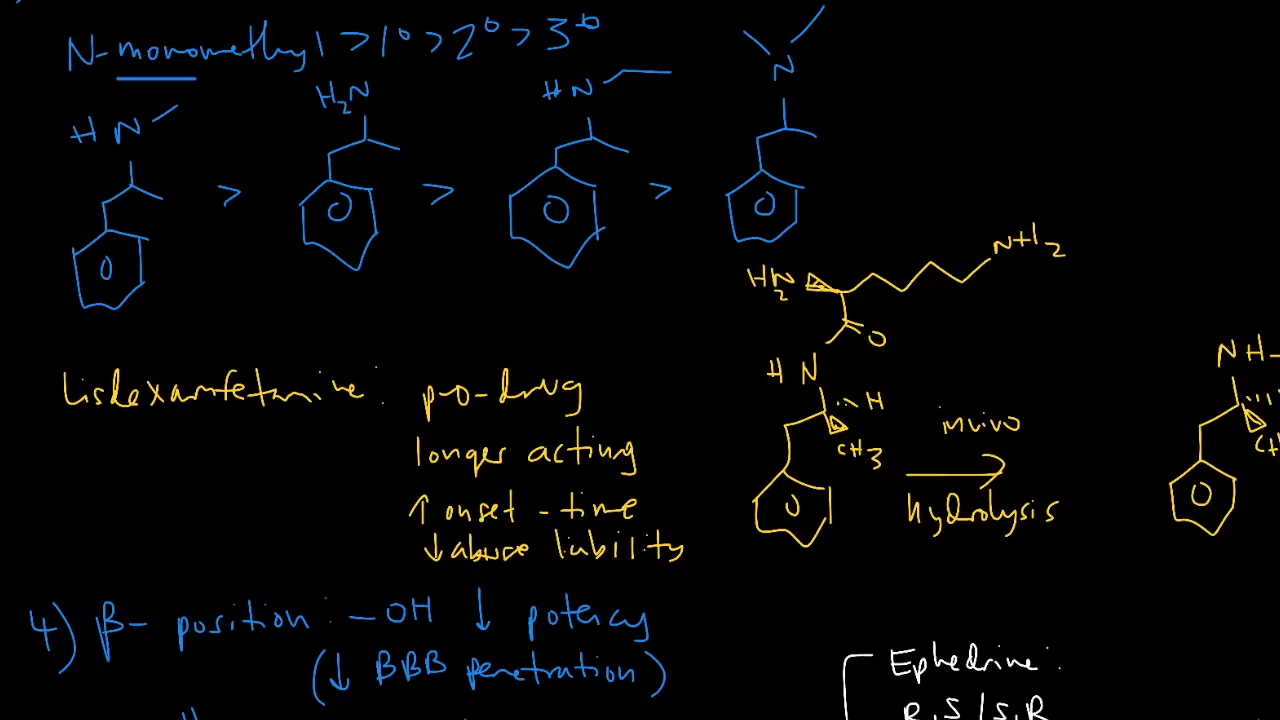 N-monomethyl > 1° > 2° > 3°
HN > H2N > HN > N
H2N NH2
O
HN
H
CH3
Lisdexamfetamine: pro-drug
longer acting
↑ onset-time
↓ abuse liability
in vivo
hydrolysis
NH-
4) β- position: -OH ↓ potency
(↓ BBB penetration)
Ephedrine:
R,S / S,R